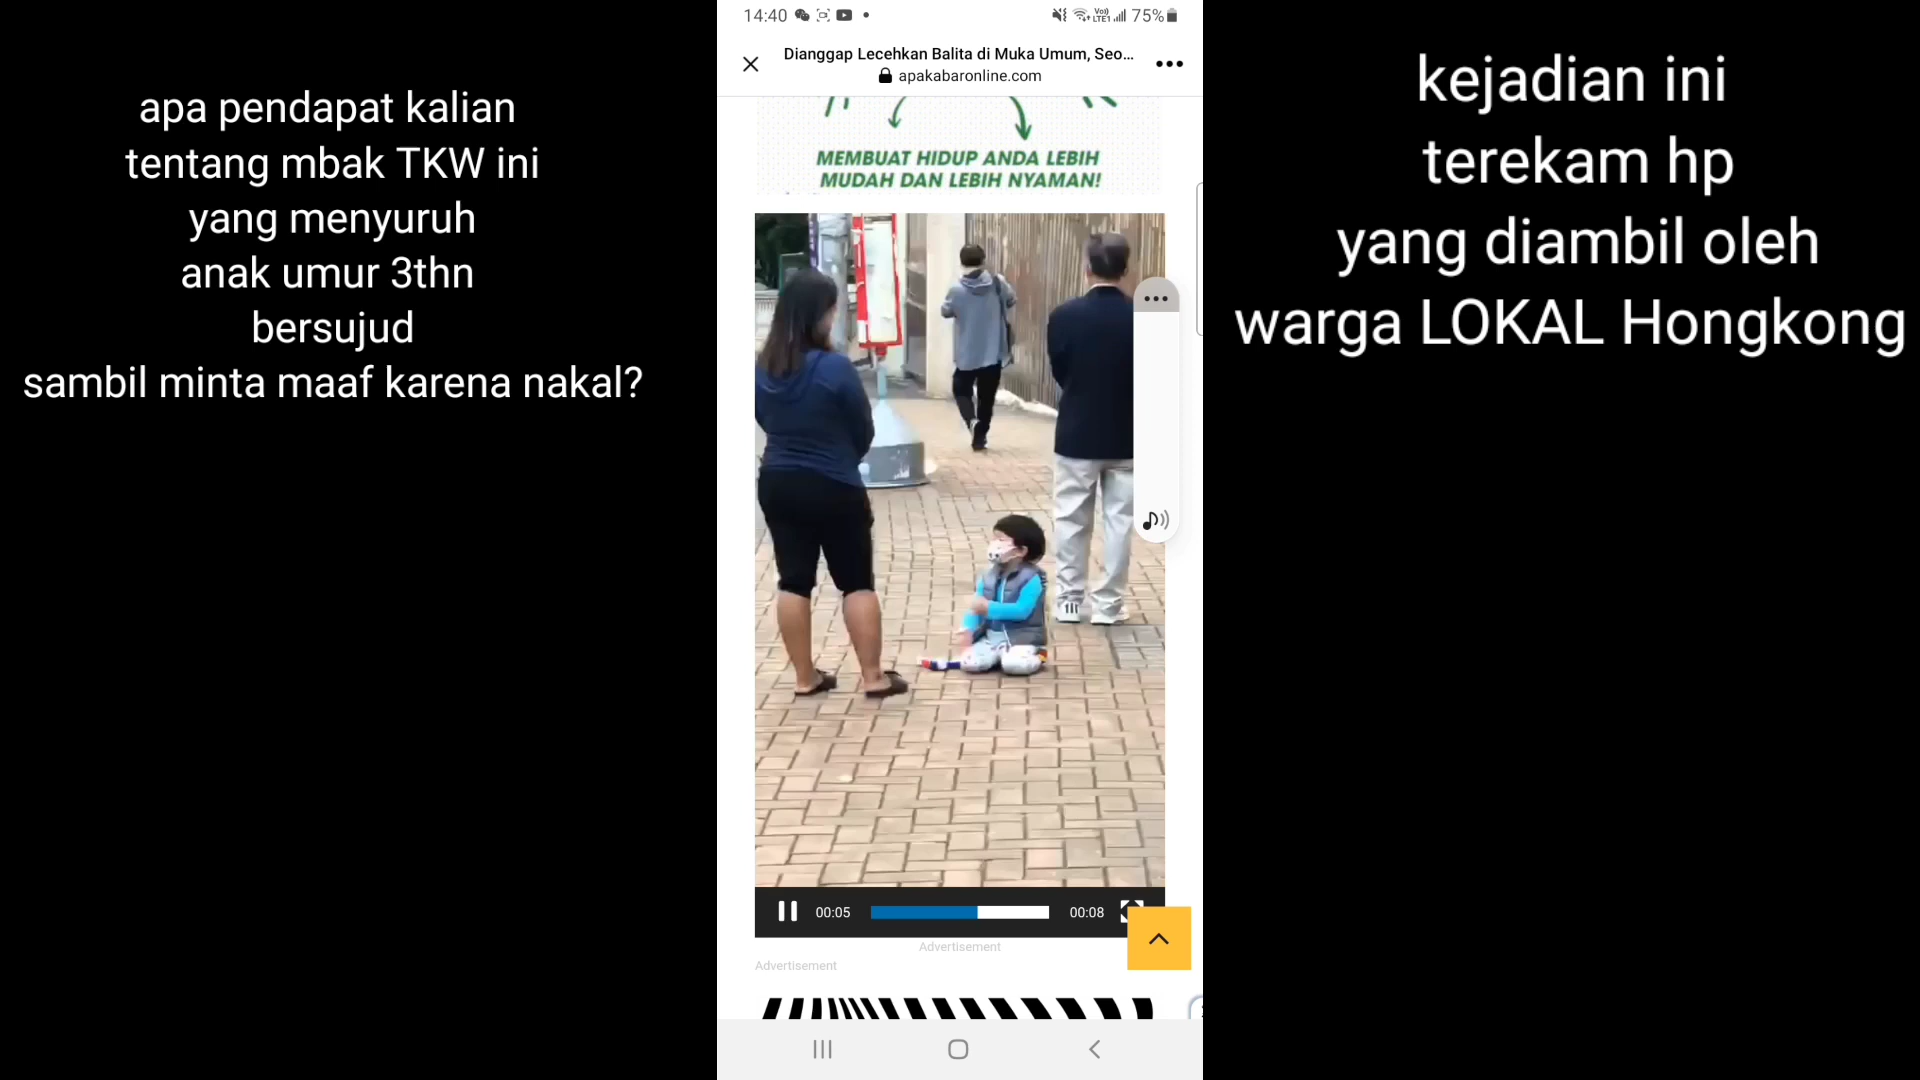 14:40
Vo))
LTE1
75%
Dianggap Lecehkan Balita di Muka Umum, Seo...
apakabaronline.com
MEMBUAT HIDUP ANDA LEBIH
MUDAH DAN LEBIH NYAMAN!
apa pendapat kalian
tentang mbak TKW ini
yang menyuruh
anak umur 3thn
bersujud
sambil minta maaf karena nakal?
kejadian ini
terekam hp
yang diambil oleh
warga LOKAL Hongkong
00:05
00:08
Advertisement
Advertisement